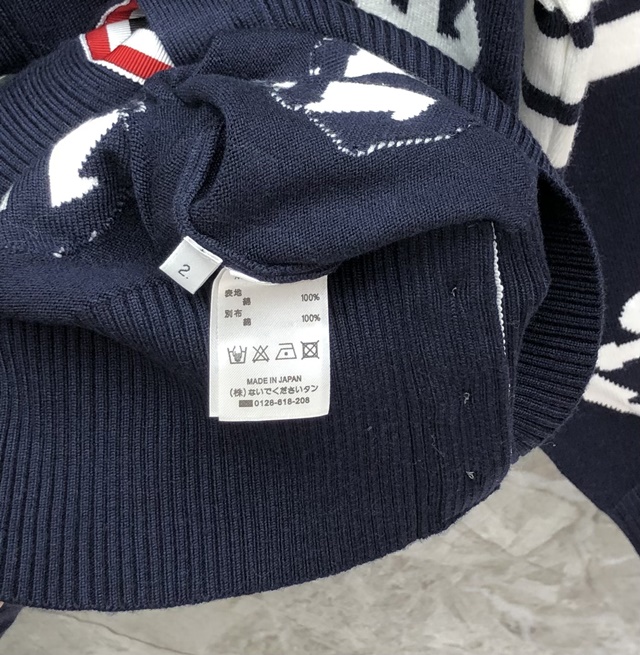 2.
表地
綿 100%
別布
綿 100%
MADE IN JAPAN
(株)ないでくださいタン
0128-618-208